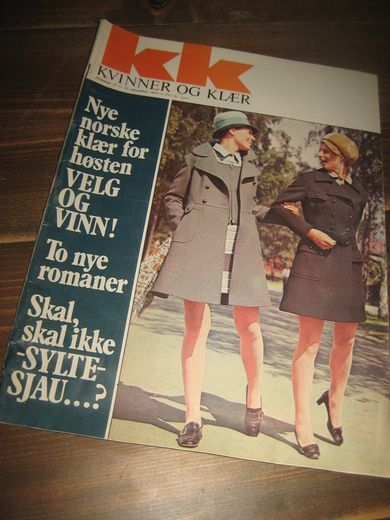 kk
KVINNER OG KLÆR
Nye
norske
klær for
høsten
VELG
OG
VINN!
To nye
romaner
Skal,
skal ikke
-SYLTE-
SJAU...?